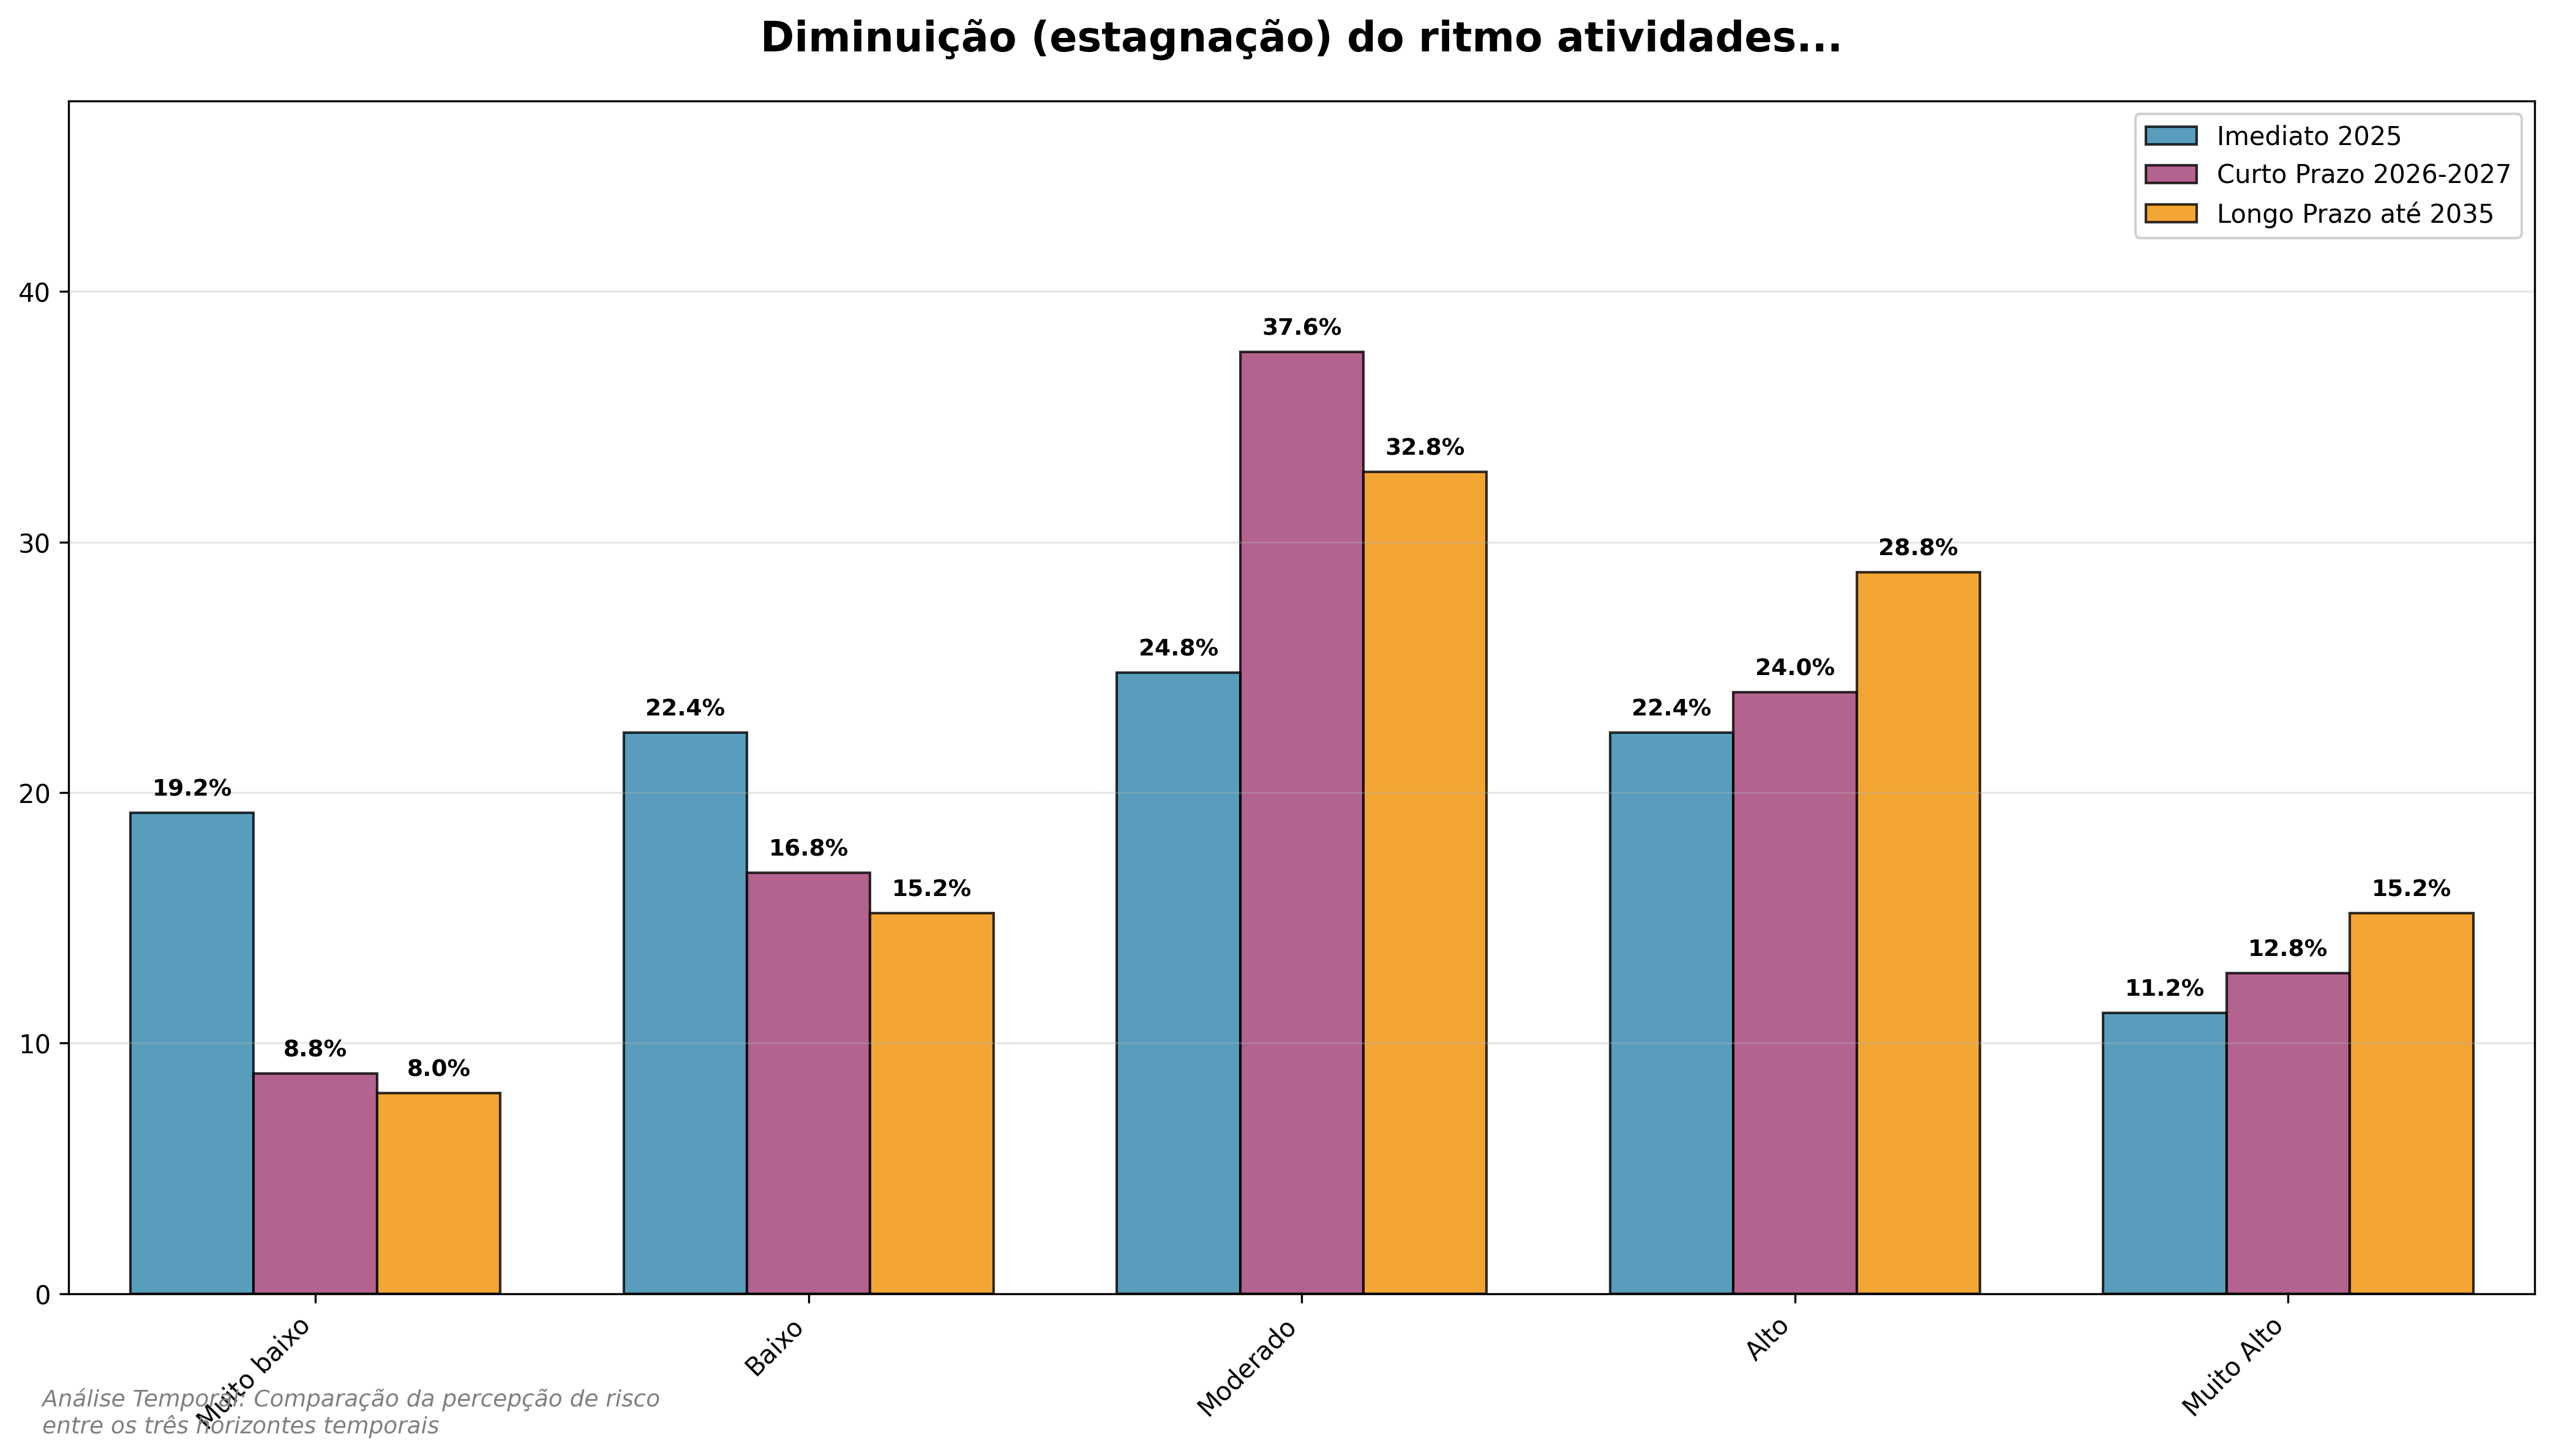 Diminuição (estagnação) do ritmo atividades...
Imediato 2025
Curto Prazo 2026-2027
Longo Prazo até 2035
40
30
20
10
0
19.2%
8.8%
8.0%
22.4%
16.8%
15.2%
24.8%
37.6%
32.8%
22.4%
24.0%
28.8%
11.2%
12.8%
15.2%
Muito baixo
Baixo
Moderado
Alto
Muito Alto
Análise Temporal: Comparação da percepção de risco
entre os três horizontes temporais